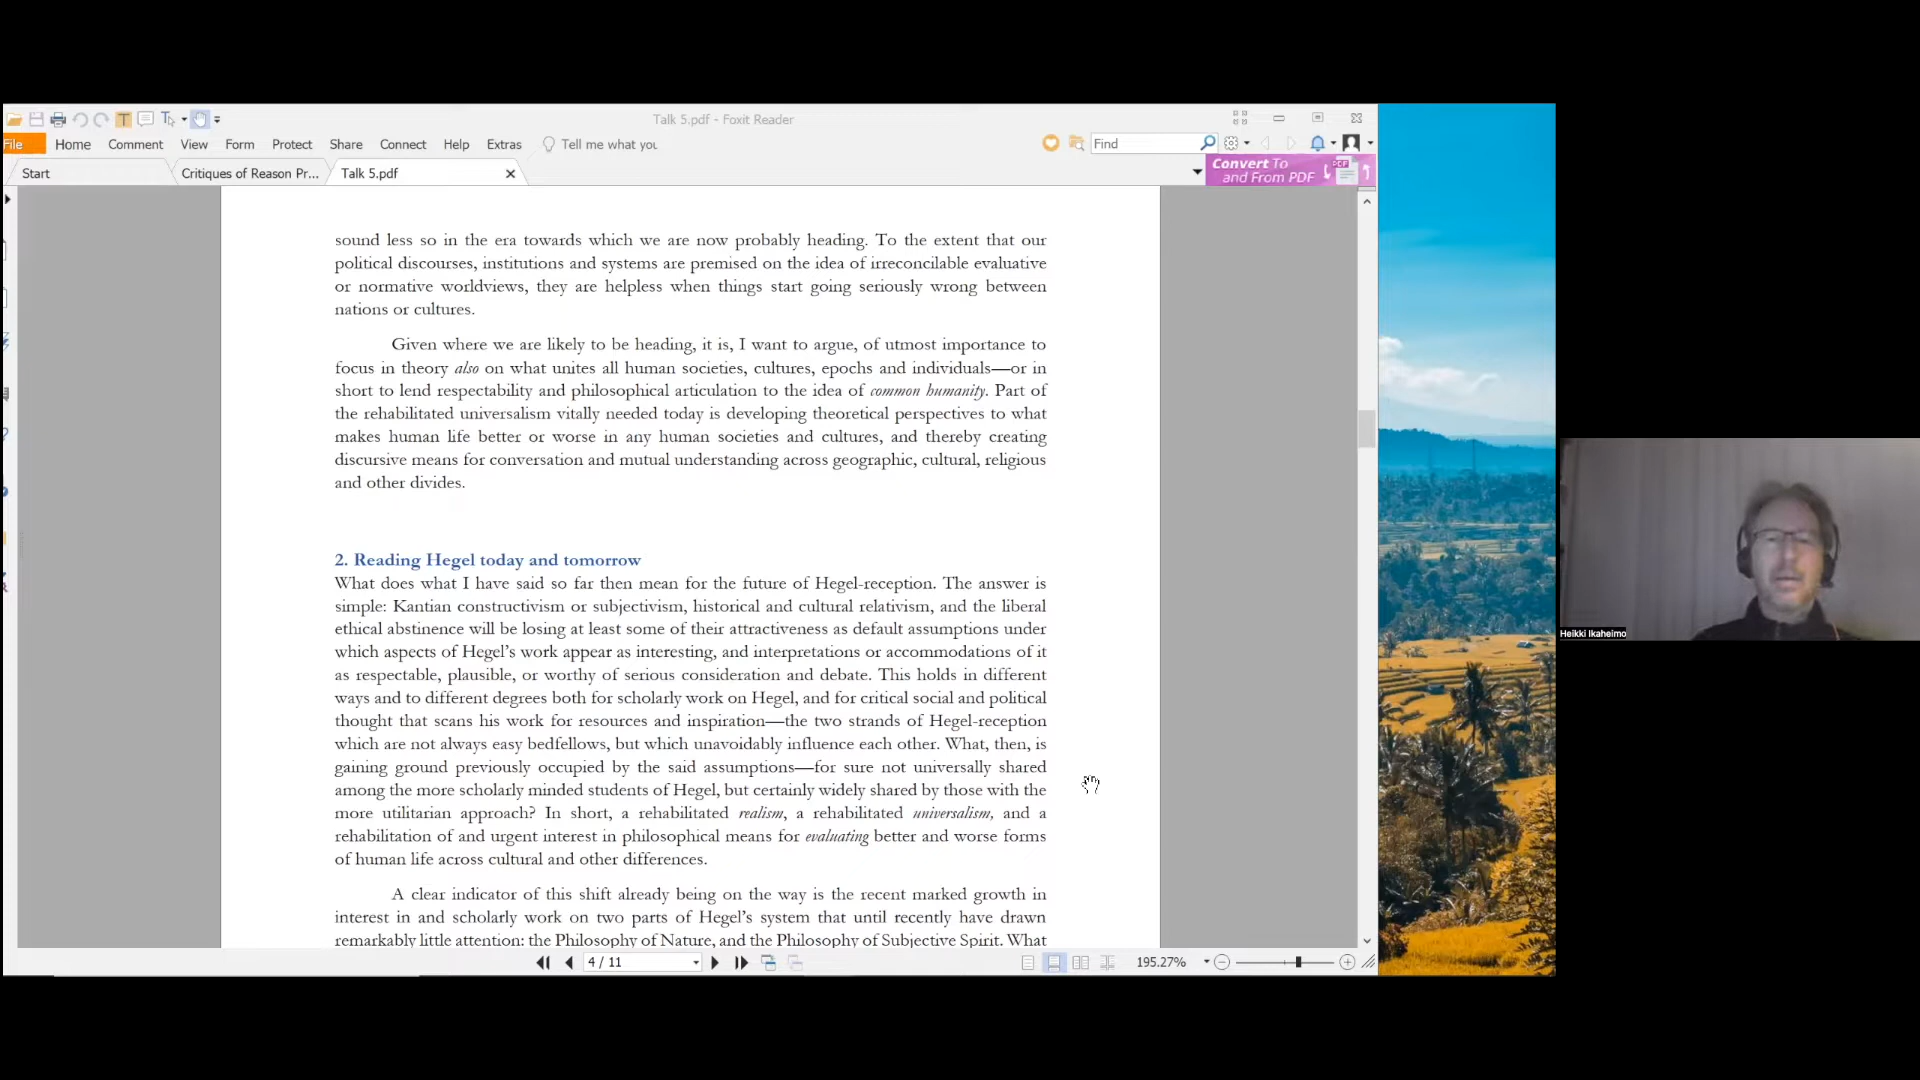 Talk 5.pdf - Foxit Reader
File Home Comment View Form Protect Share Connect Help Extras Tell me what you Find
Start Critiques of Reason Pr... Talk 5.pdf
Convert To
and From PDF
PDF
sound less so in the era towards which we are now probably heading. To the extent that our
political discourses, institutions and systems are premised on the idea of irreconcilable evaluative
or normative worldviews, they are helpless when things start going seriously wrong between
nations or cultures.
Given where we are likely to be heading, it is, I want to argue, of utmost importance to
focus in theory also on what unites all human societies, cultures, epochs and individuals—or in
short to lend respectability and philosophical articulation to the idea of common humanity. Part of
the rehabilitated universalism vitally needed today is developing theoretical perspectives to what
makes human life better or worse in any human societies and cultures, and thereby creating
discursive means for conversation and mutual understanding across geographic, cultural, religious
and other divides.
2. Reading Hegel today and tomorrow
What does what I have said so far then mean for the future of Hegel-reception. The answer is
simple: Kantian constructivism or subjectivism, historical and cultural relativism, and the liberal
ethical abstinence will be losing at least some of their attractiveness as default assumptions under
which aspects of Hegel's work appear as interesting, and interpretations or accommodations of it
as respectable, plausible, or worthy of serious consideration and debate. This holds in different
ways and to different degrees both for scholarly work on Hegel, and for critical social and political
thought that scans his work for resources and inspiration—the two strands of Hegel-reception
which are not always easy bedfellows, but which unavoidably influence each other. What, then, is
gaining ground previously occupied by the said assumptions—for sure not universally shared
among the more scholarly minded students of Hegel, but certainly widely shared by those with the
more utilitarian approach? In short, a rehabilitated realism, a rehabilitated universalism, and a
rehabilitation of and urgent interest in philosophical means for evaluating better and worse forms
of human life across cultural and other differences.
A clear indicator of this shift already being on the way is the recent marked growth in
interest in and scholarly work on two parts of Hegel's system that until recently have drawn
remarkably little attention: the Philosophy of Nature, and the Philosophy of Subjective Spirit. What
4 / 11 195.27%
Heikki Ikaheimo